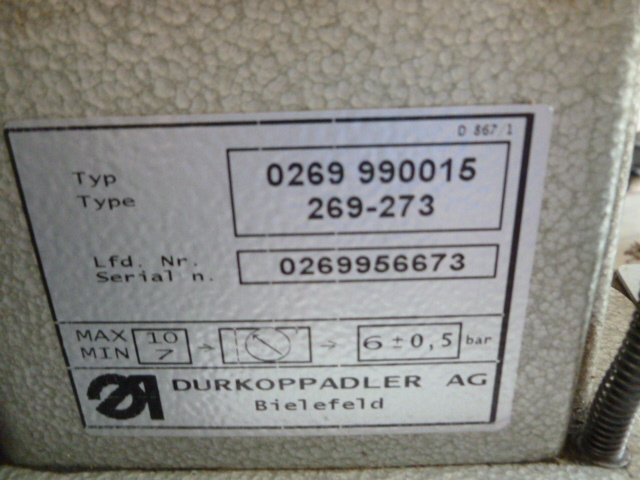 D 867/1
Typ
Type
0269 990015
269-273
Lfd. Nr.
Serial n.
0269956673
MAX 10
MIN 7
6±0,5 bar
DURKOPPADLER AG
Bielefeld